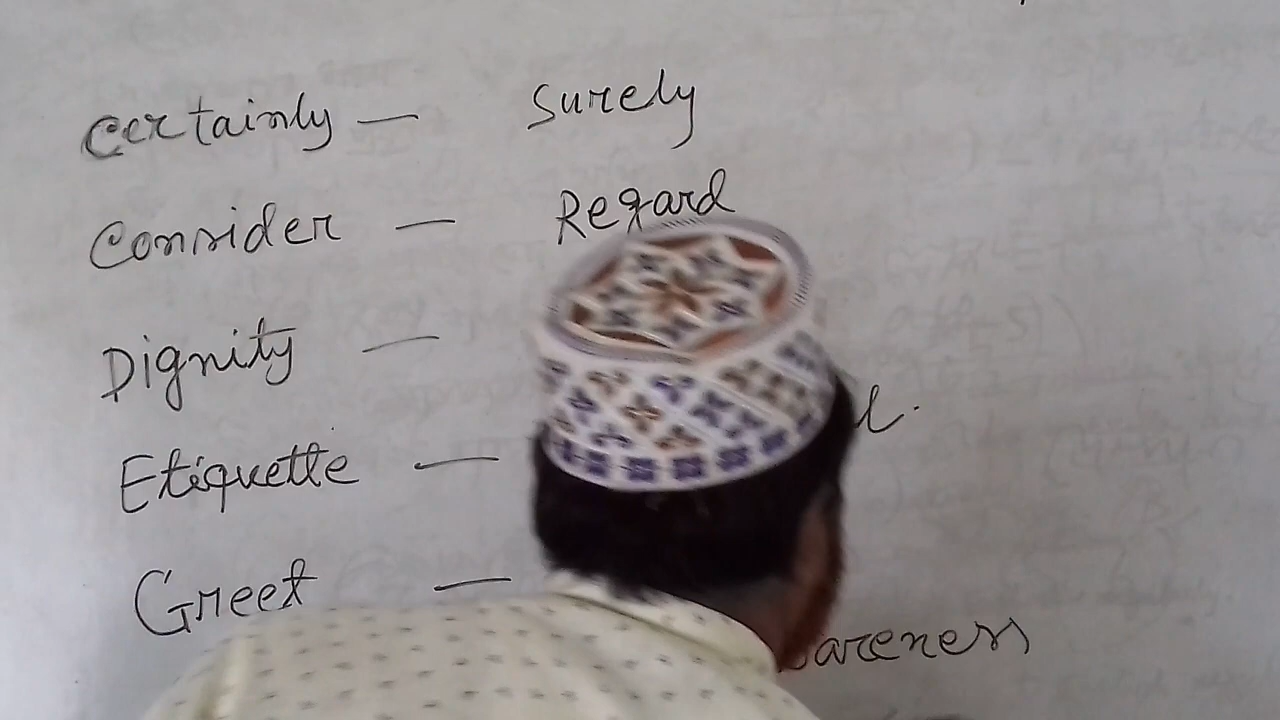 Certainly — Surely
Consider — Regard
Dignity —
Etiquette —
Greet —